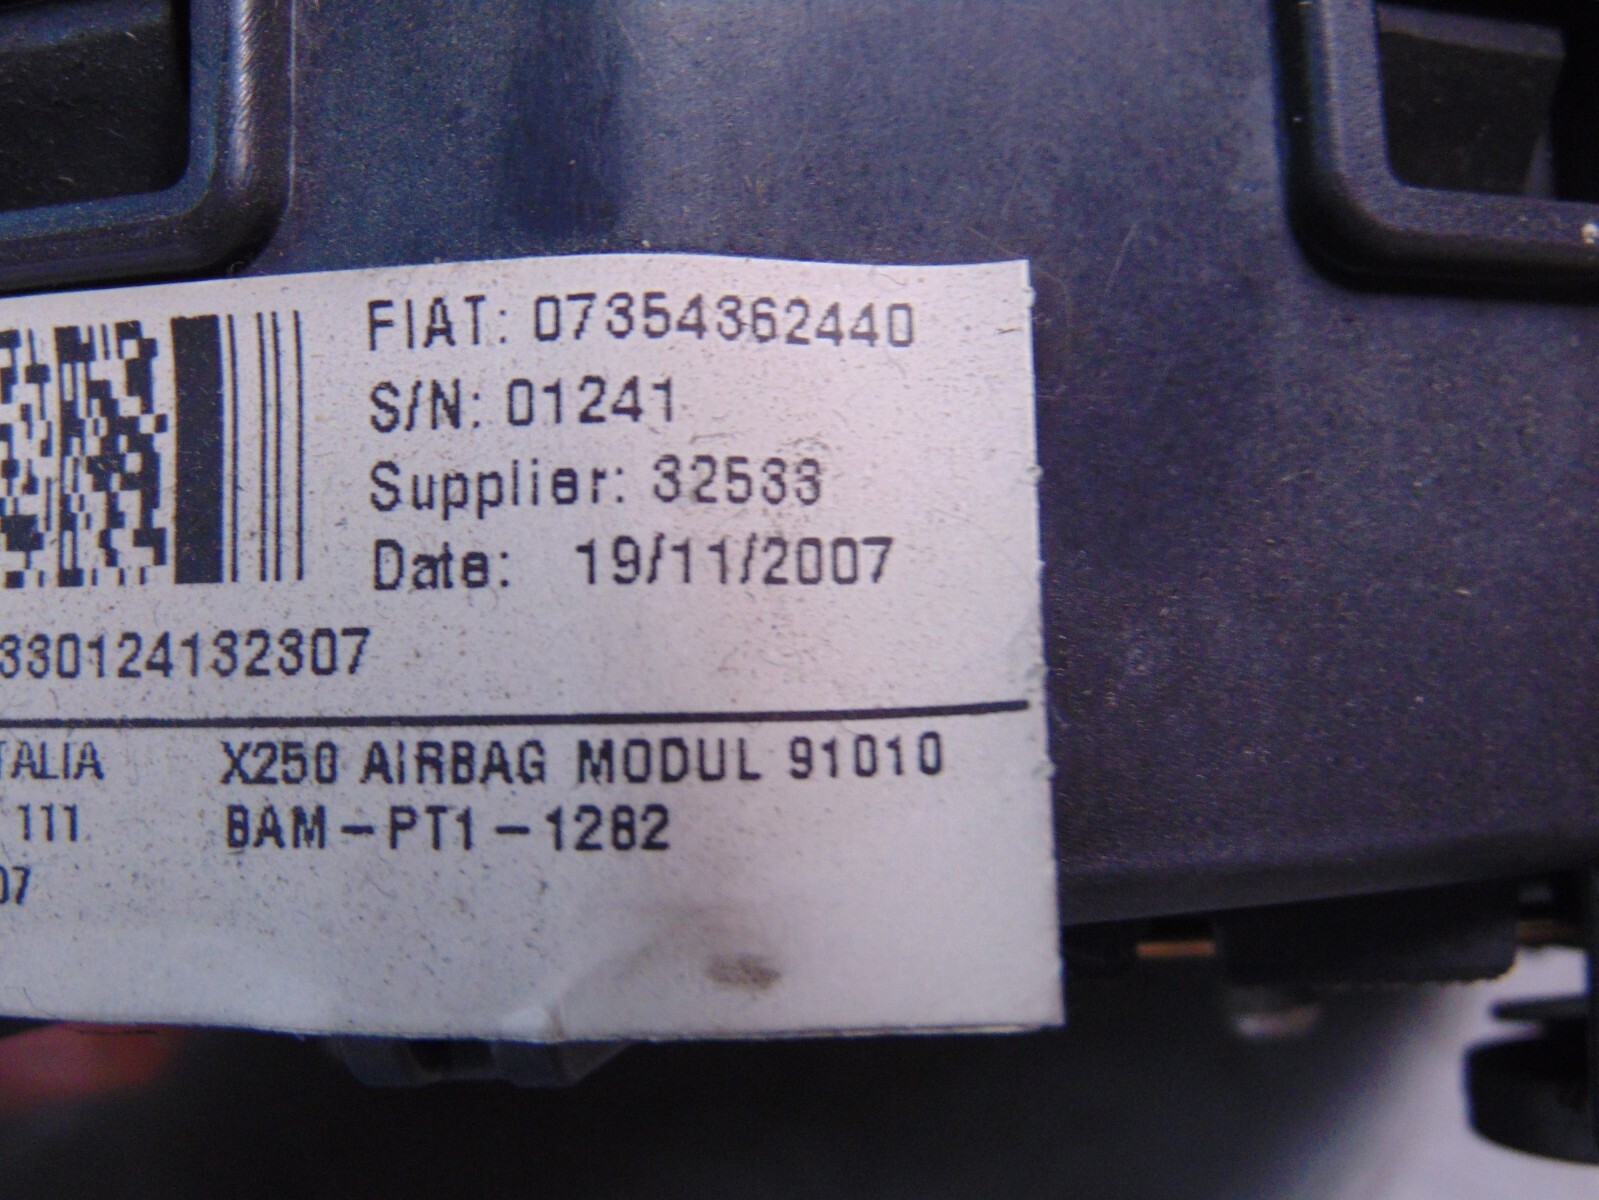 FIAT: 07354362440
S/N: 01241
Supplier: 32533
Date: 19/11/2007
330124132307
TALIA X250 AIRBAG MODUL 91010
111 BAM-PT1-1282
07